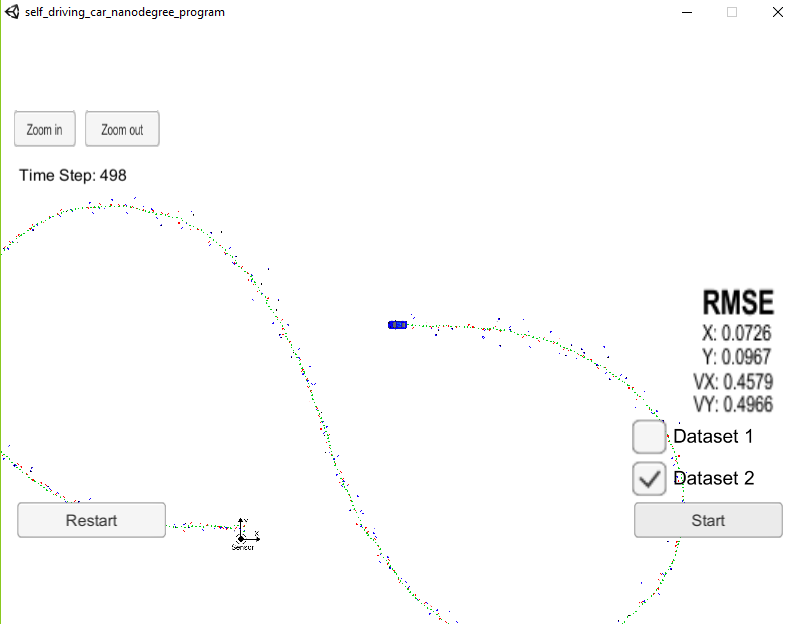 self_driving_car_nanodegree_program
Zoom in
Zoom out
Time Step: 498
RMSE
X: 0.0726
Y: 0.0967
VX: 0.4579
VY: 0.4966
Dataset 1
Dataset 2
Restart
Start
Y
X
Sensor